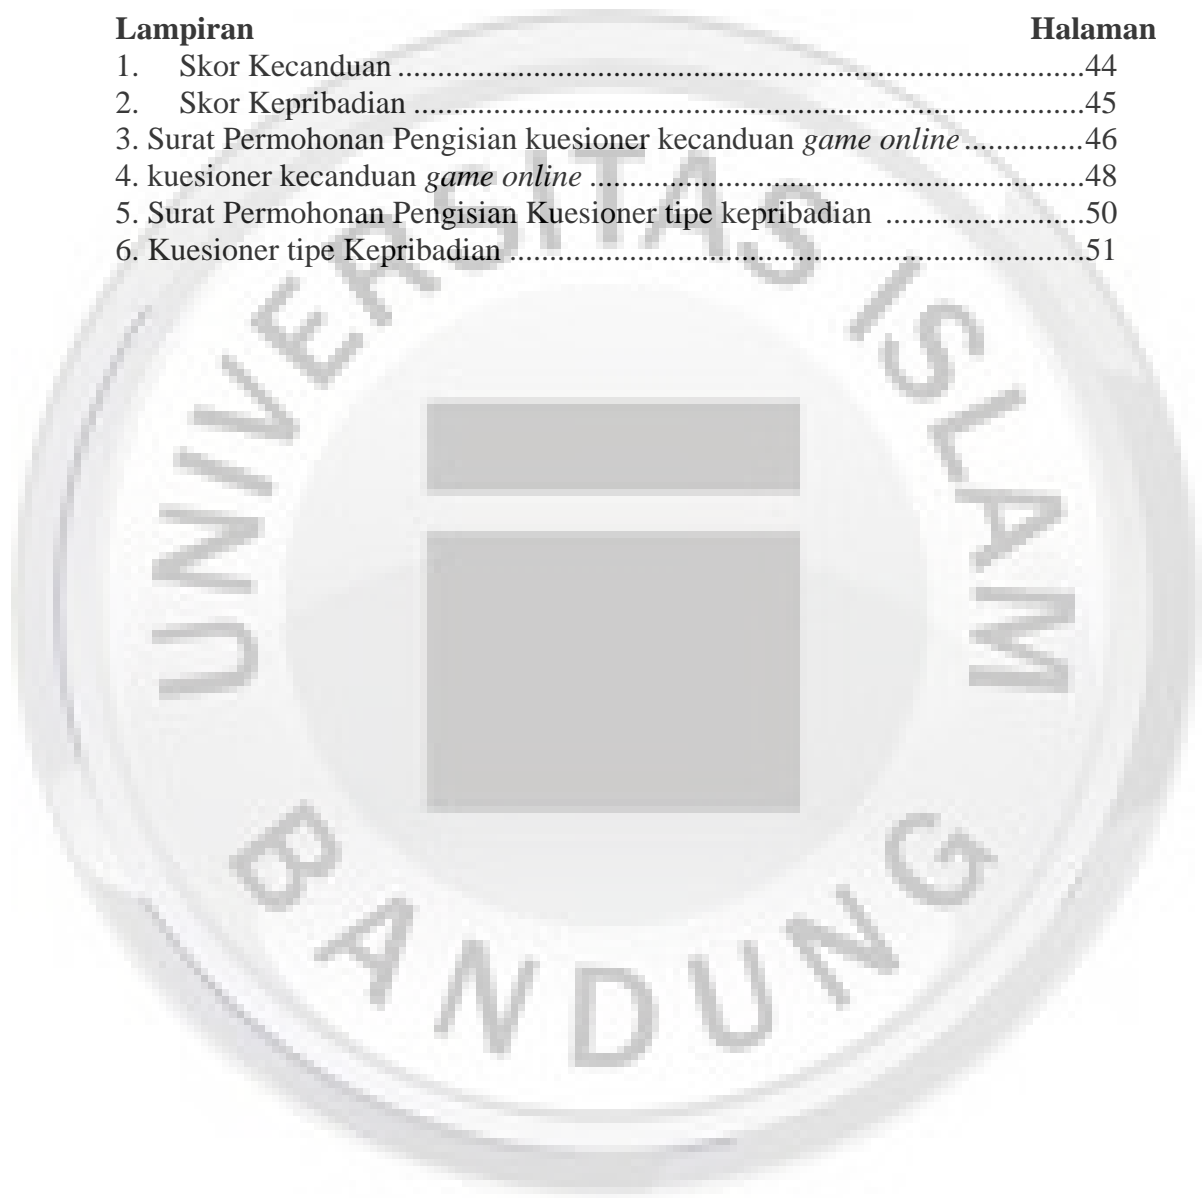 Lampiran Halaman
1. Skor Kecanduan ......................................................................................44
2. Skor Kepribadian ....................................................................................45
3. Surat Permohonan Pengisian kuesioner kecanduan game online ...............46
4. kuesioner kecanduan game online ..............................................................48
5. Surat Permohonan Pengisian Kuesioner tipe kepribadian .........................50
6. Kuesioner tipe Kepribadian ........................................................................51
UNIVERSITAS ISLAM
BANDUNG